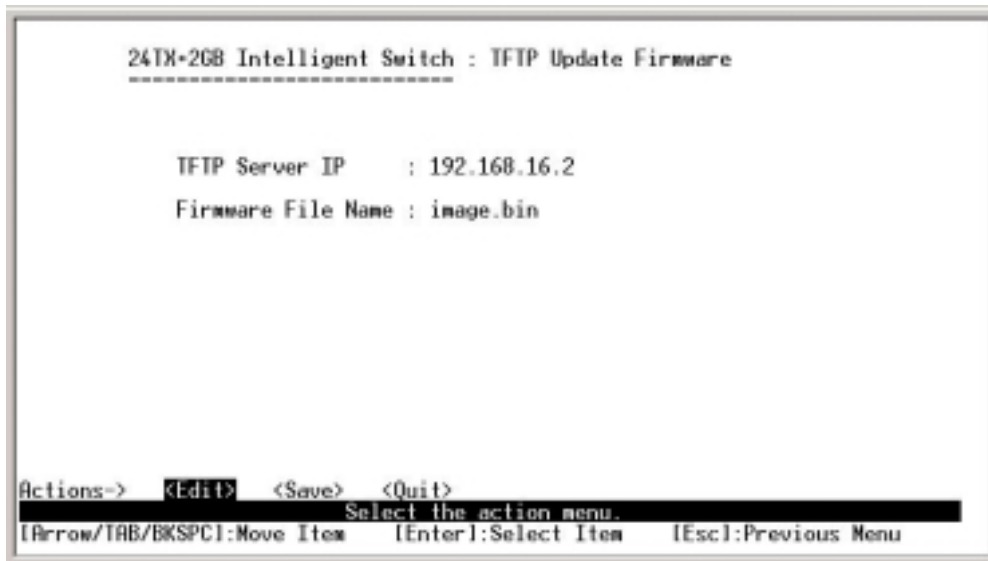 24TX+2GB Intelligent Switch : TFTP Update Firmware
----------------------------
TFTP Server IP : 192.168.16.2
Firmware File Name : image.bin
Actions-> <Edit> <Save> <Quit>
Select the action menu.
[Arrow/TAB/BKSPC]:Move Item [Enter]:Select Item [Esc]:Previous Menu